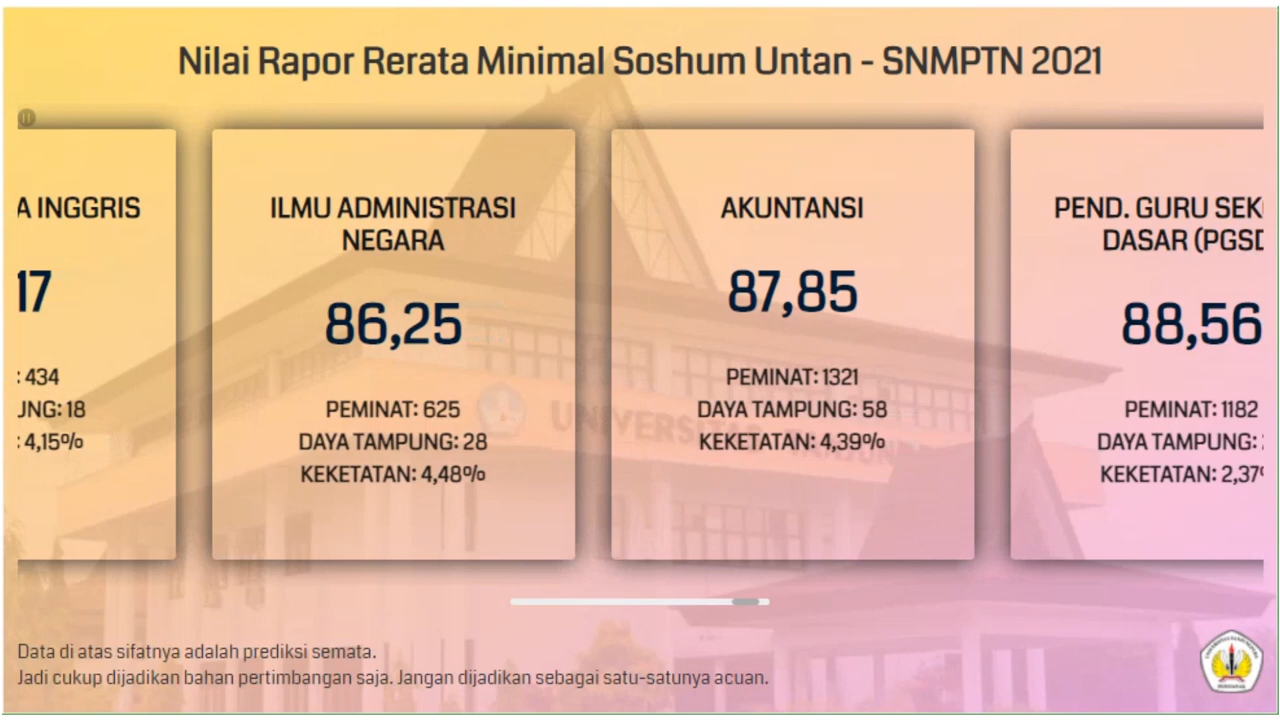 Nilai Rapor Rerata Minimal Soshum Untan - SNMPTN 2021
A INGGRIS
17
: 434
JNG: 18
: 4,15%
ILMU ADMINISTRASI
NEGARA
86,25
PEMINAT: 625
DAYA TAMPUNG: 28
KEKETATAN: 4,48%
AKUNTANSI
87,85
PEMINAT: 1321
DAYA TAMPUNG: 58
KEKETATAN: 4,39%
PEND. GURU SEK
DASAR (PGSD
88,56
PEMINAT: 1182
DAYA TAMPUNG:
KEKETATAN: 2,37
UNIVERSITAS TANJUN
Data di atas sifatnya adalah prediksi semata.
Jadi cukup dijadikan bahan pertimbangan saja. Jangan dijadikan sebagai satu-satunya acuan.